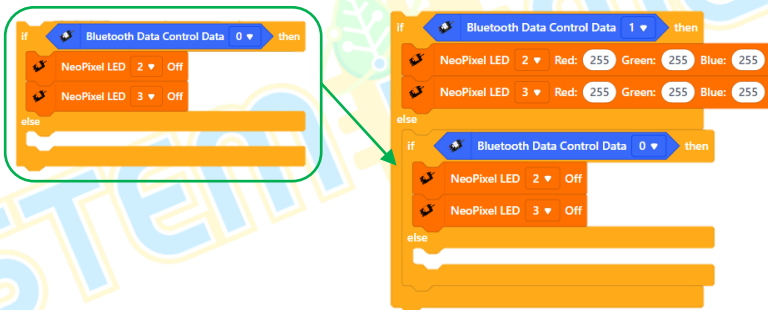 if Bluetooth Data Control Data 0 then
NeoPixel LED 2 Off
NeoPixel LED 3 Off
else
if Bluetooth Data Control Data 1 then
NeoPixel LED 2 Red: 255 Green: 255 Blue: 255
NeoPixel LED 3 Red: 255 Green: 255 Blue: 255
else
if Bluetooth Data Control Data 0 then
NeoPixel LED 2 Off
NeoPixel LED 3 Off
else
STEM